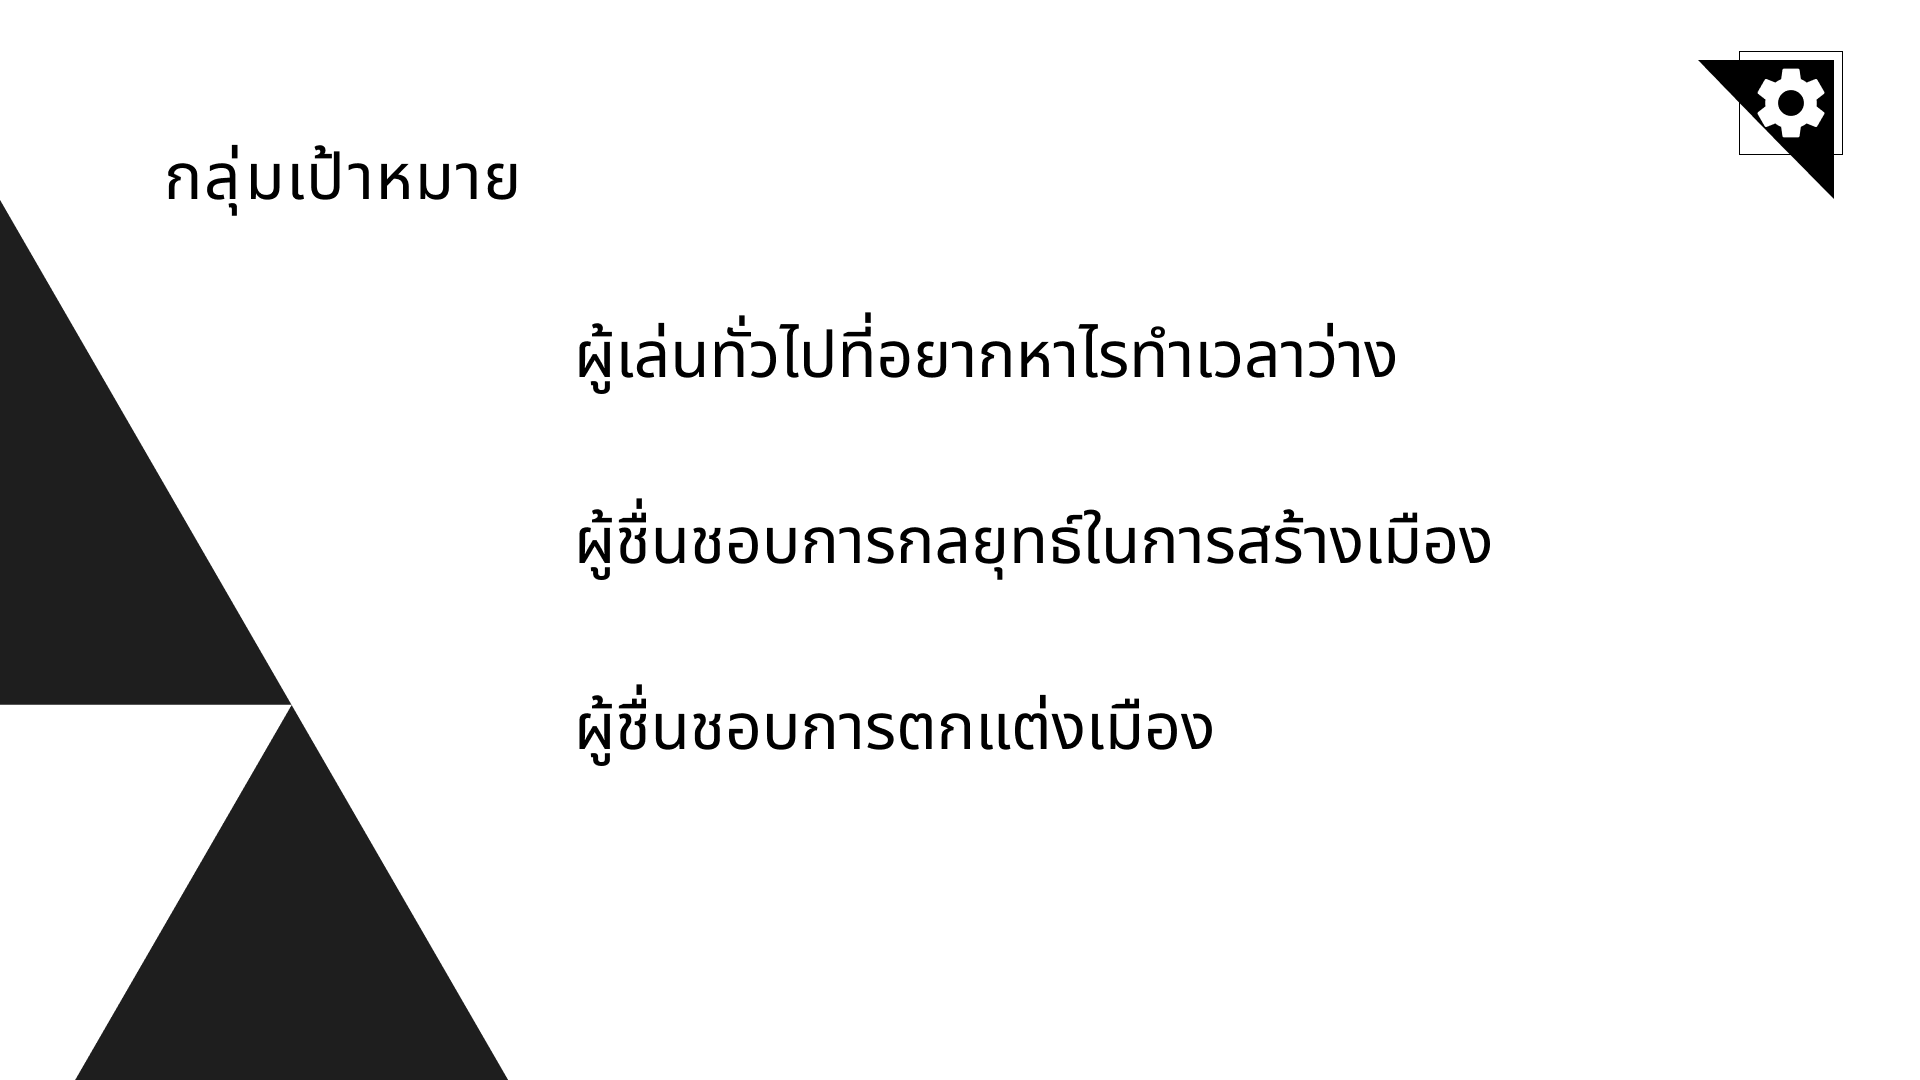 กลุ่มเป้าหมาย
ผู้เล่นทั่วไปที่อยากหาไรทำเวลาว่าง
ผู้ชื่นชอบการกลยุทธ์ในการสร้างเมือง
ผู้ชื่นชอบการตกแต่งเมือง